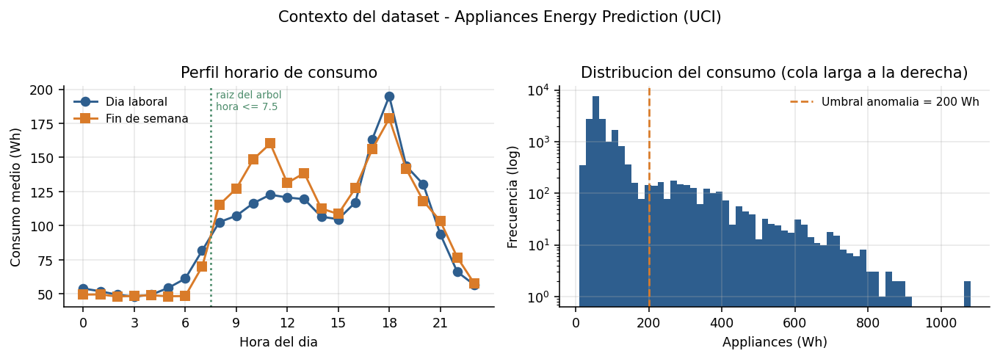 Contexto del dataset - Appliances Energy Prediction (UCI)
Perfil horario de consumo
Dia laboral
Fin de semana
raiz del arbol
hora <= 7.5
Consumo medio (Wh)
200
175
150
125
100
75
50
0
3
6
9
12
15
18
21
Hora del dia
Distribucion del consumo (cola larga a la derecha)
Umbral anomalia = 200 Wh
Frecuencia (log)
10⁴
10³
10²
10¹
10⁰
0
200
400
600
800
1000
Appliances (Wh)